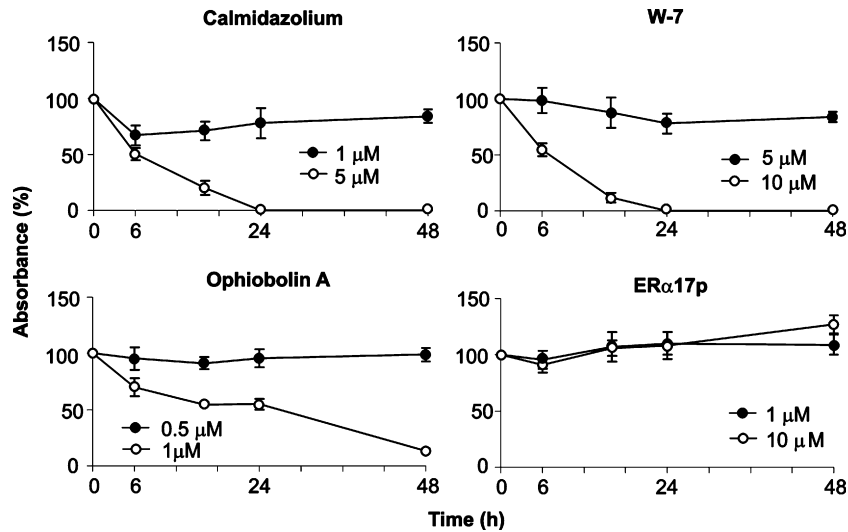 Calmidazolium
150
100
50
0
1 μM
5 μM
0 6 24 48
W-7
150
100
50
0
5 μM
10 μM
0 6 24 48
Absorbance (%)
Ophiobolin A
150
100
50
0
0.5 μM
1μM
0 6 24 48
ERα17p
150
100
50
0
1 μM
10 μM
0 6 24 48
Time (h)